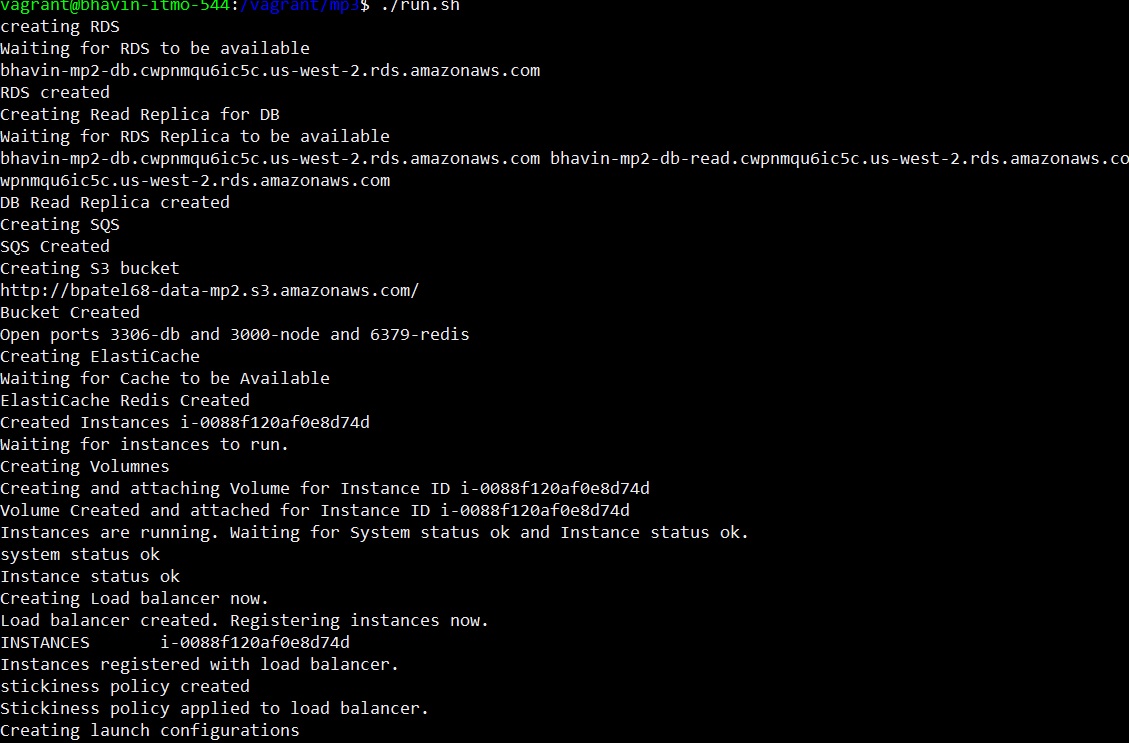 vagrant@bhavin-itmo-544:/vagrant/mp3$ ./run.sh
creating RDS
Waiting for RDS to be available
bhavin-mp2-db.cwpnmqu6ic5c.us-west-2.rds.amazonaws.com
RDS created
Creating Read Replica for DB
Waiting for RDS Replica to be available
bhavin-mp2-db.cwpnmqu6ic5c.us-west-2.rds.amazonaws.com bhavin-mp2-db-read.cwpnmqu6ic5c.us-west-2.rds.amazonaws.co
wpnmqu6ic5c.us-west-2.rds.amazonaws.com
DB Read Replica created
Creating SQS
SQS Created
Creating S3 bucket
http://bpatel68-data-mp2.s3.amazonaws.com/
Bucket Created
Open ports 3306-db and 3000-node and 6379-redis
Creating ElastiCache
Waiting for Cache to be Available
ElastiCache Redis Created
Created Instances i-0088f120af0e8d74d
Waiting for instances to run.
Creating Volumnes
Creating and attaching Volume for Instance ID i-0088f120af0e8d74d
Volume Created and attached for Instance ID i-0088f120af0e8d74d
Instances are running. Waiting for System status ok and Instance status ok.
system status ok
Instance status ok
Creating Load balancer now.
Load balancer created. Registering instances now.
INSTANCES       i-0088f120af0e8d74d
Instances registered with load balancer.
stickiness policy created
Stickiness policy applied to load balancer.
Creating launch configurations